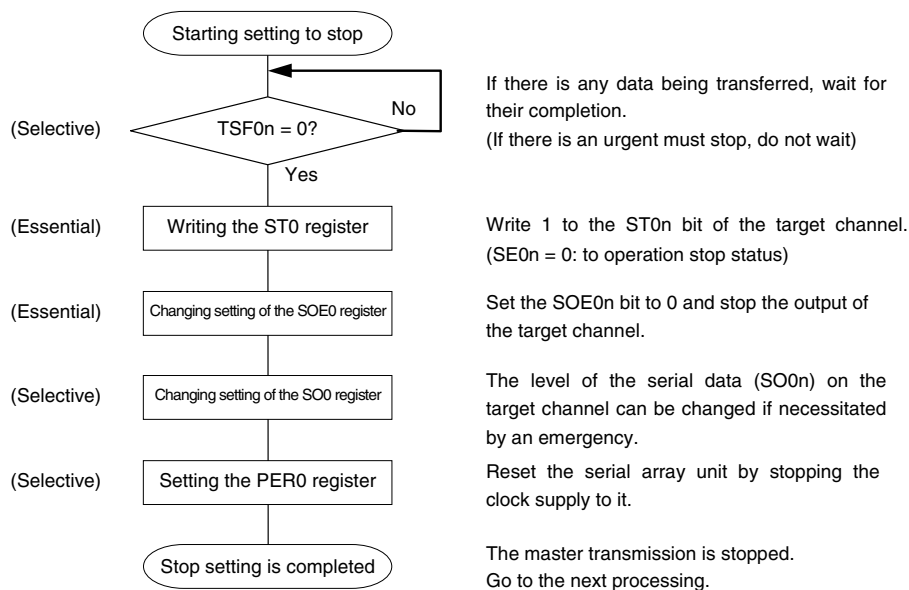 Starting setting to stop
No
(Selective)
TSF0n = 0?
If there is any data being transferred, wait for
their completion.
(If there is an urgent must stop, do not wait)
Yes
(Essential)
Writing the ST0 register
Write 1 to the ST0n bit of the target channel.
(SE0n = 0: to operation stop status)
(Essential)
Changing setting of the SOE0 register
Set the SOE0n bit to 0 and stop the output of
the target channel.
(Selective)
Changing setting of the SO0 register
The level of the serial data (SO0n) on the
target channel can be changed if necessitated
by an emergency.
(Selective)
Setting the PER0 register
Reset the serial array unit by stopping the
clock supply to it.
Stop setting is completed
The master transmission is stopped.
Go to the next processing.